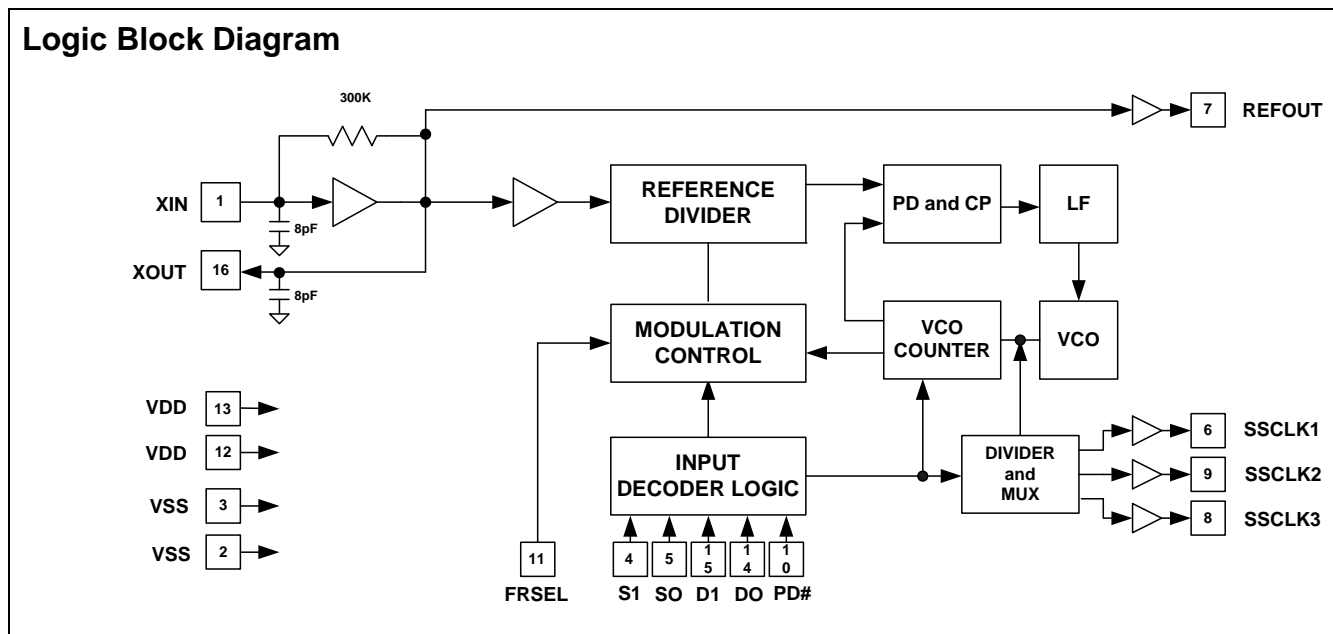 Logic Block Diagram
300K
7 REFOUT
XIN 1
8pF
REFERENCE
DIVIDER
PD and CP
LF
XOUT 16
8pF
MODULATION
CONTROL
VCO
COUNTER
VCO
VDD 13
VDD 12
VSS 3
VSS 2
INPUT
DECODER LOGIC
DIVIDER
and
MUX
6 SSCLK1
9 SSCLK2
8 SSCLK3
11 4 5 15 14 10
FRSEL S1 SO D1 DO PD#